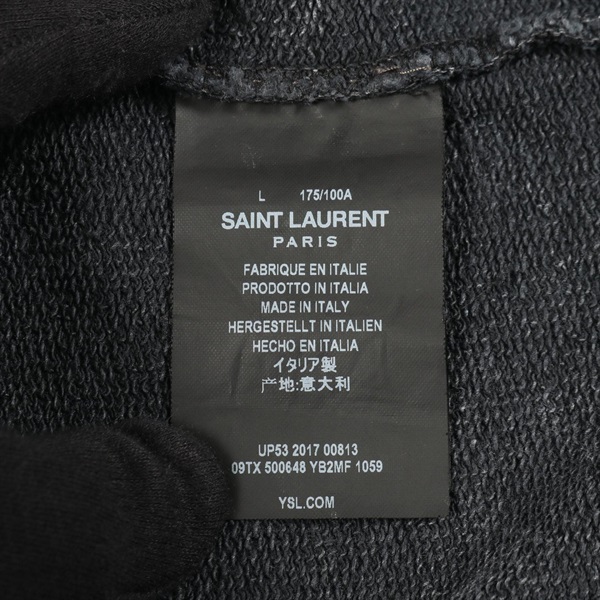 L 175/100A
SAINT LAURENT
PARIS
FABRIQUE EN ITALIE
PRODOTTO IN ITALIA
MADE IN ITALY
HERGESTELLT IN ITALIEN
HECHO EN ITALIA
イタリア製
产地:意大利
UP53 2017 00813
09TX 500648 YB2MF 1059
YSL.COM